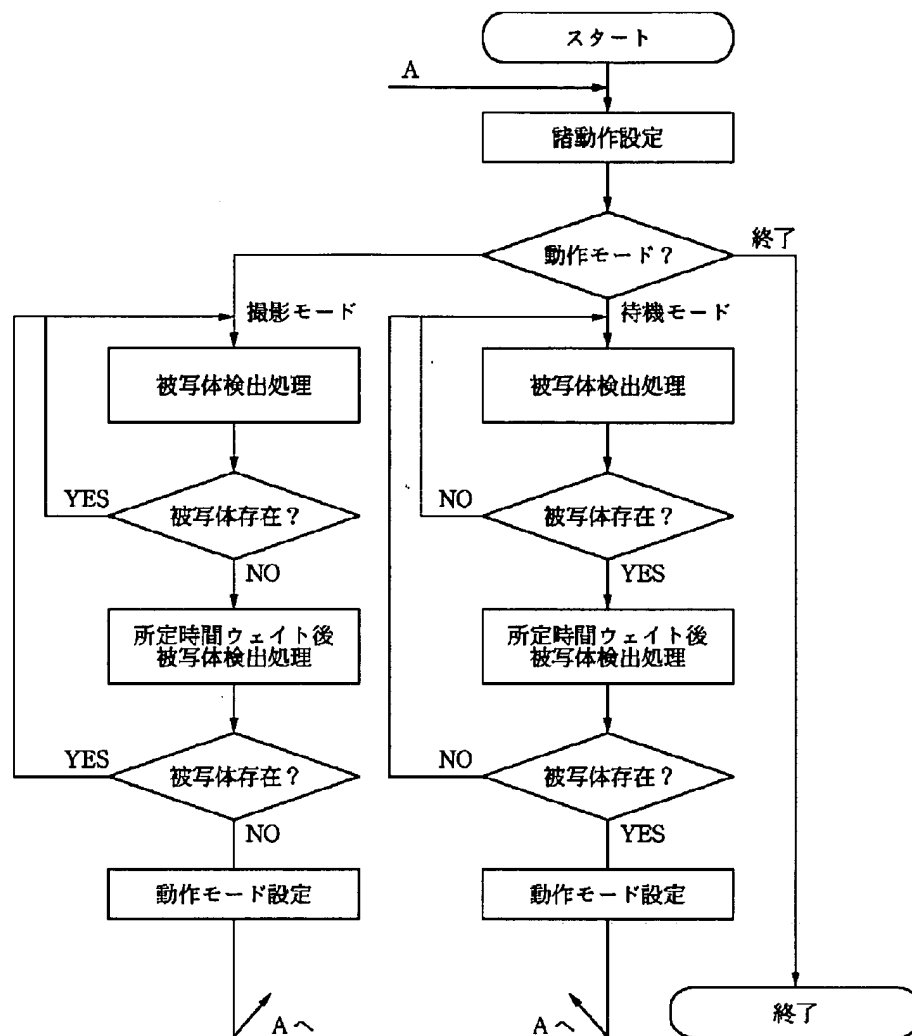 スタート
A
諸動作設定
動作モード?
終了
撮影モード
待機モード
被写体検出処理
被写体検出処理
YES
被写体存在?
NO
被写体存在?
NO
YES
所定時間ウェイト後
被写体検出処理
所定時間ウェイト後
被写体検出処理
YES
被写体存在?
NO
被写体存在?
NO
YES
動作モード設定
動作モード設定
Aへ
Aへ
終了